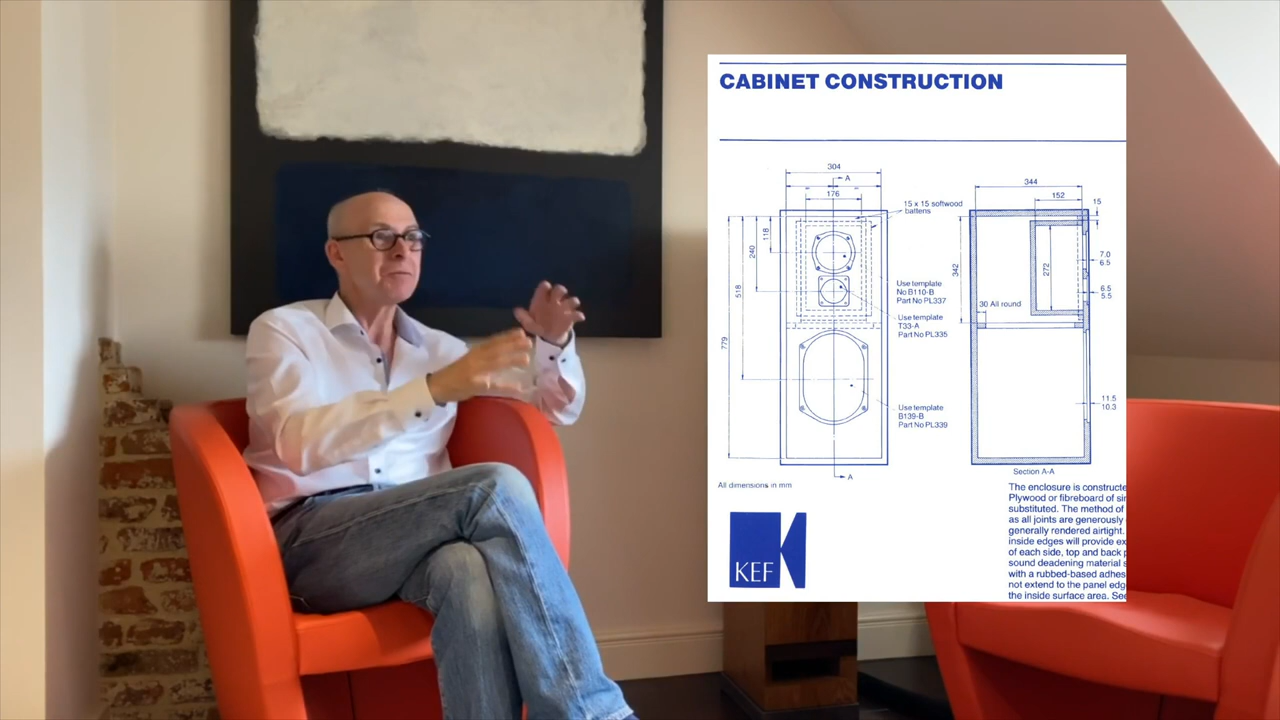 CABINET CONSTRUCTION
304
A
176
15 x 15 softwood
battens
118
240
518
779
Use template
No B110-B
Part No PL337
Use template
T33-A
Part No PL335
Use template
B139-B
Part No PL339
A
All dimensions in mm
344
152
15
342
272
7.0
6.5
6.5
5.5
30 All round
11.5
10.3
Section A-A
The enclosure is constructe
Plywood or fibreboard of sir
substituted. The method of
as all joints are generously
generally rendered airtight.
inside edges will provide ex
of each side, top and back p
sound deadening material s
with a rubbed-based adhes
not extend to the panel edg
the inside surface area. See
KEF